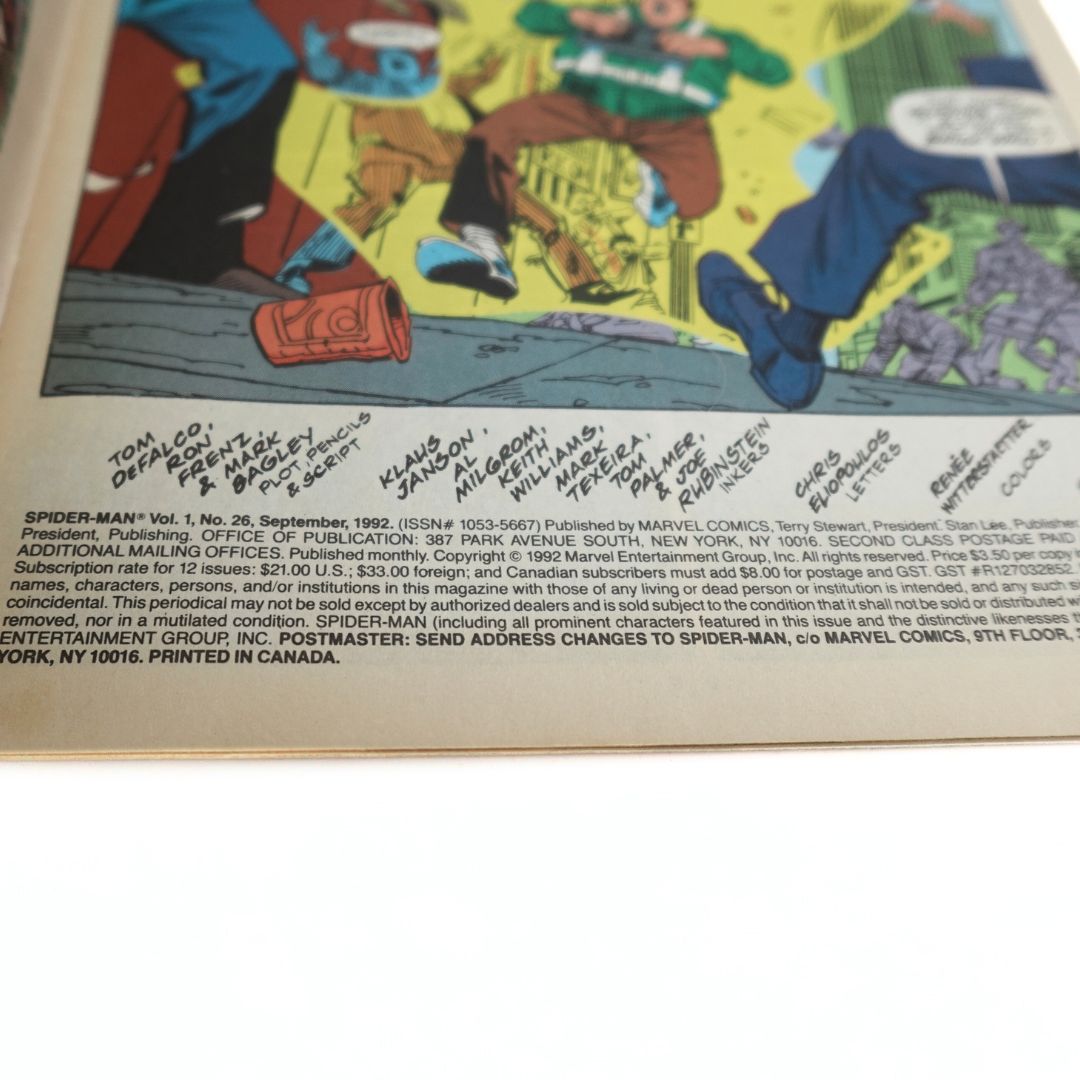 TOM
DEFALCO,
RON
FRENZ,
& MARK
BAGLEY
PLOT, PENCILS
& SCRIPT
KLAUS
JANSON,
AL
MILGROM,
KEITH
WILLIAMS,
MARK
TEXEIRA,
TOM
PALMER,
& JOE
RUBINSTEIN
INKERS
CHRIS
ELIOPOULOS
LETTERS
RENÉE
WITTERSTAETTER
COLORS
SPIDER-MAN® Vol. 1, No. 26, September, 1992. (ISSN# 1053-5667) Published by MARVEL COMICS, Terry Stewart, President. Stan Lee, Publisher.
President, Publishing. OFFICE OF PUBLICATION: 387 PARK AVENUE SOUTH, NEW YORK, NY 10016. SECOND CLASS POSTAGE PAID
ADDITIONAL MAILING OFFICES. Published monthly. Copyright © 1992 Marvel Entertainment Group, Inc. All rights reserved. Price $3.50 per copy
Subscription rate for 12 issues: $21.00 U.S.; $33.00 foreign; and Canadian subscribers must add $8.00 for postage and GST. GST #R127032852.
names, characters, persons, and/or institutions in this magazine with those of any living or dead person or institution is intended, and any such
coincidental. This periodical may not be sold except by authorized dealers and is sold subject to the condition that it shall not be sold or distributed
removed, nor in a mutilated condition. SPIDER-MAN (including all prominent characters featured in this issue and the distinctive likenesses
ENTERTAINMENT GROUP, INC. POSTMASTER: SEND ADDRESS CHANGES TO SPIDER-MAN, c/o MARVEL COMICS, 9TH FLOOR,
YORK, NY 10016. PRINTED IN CANADA.